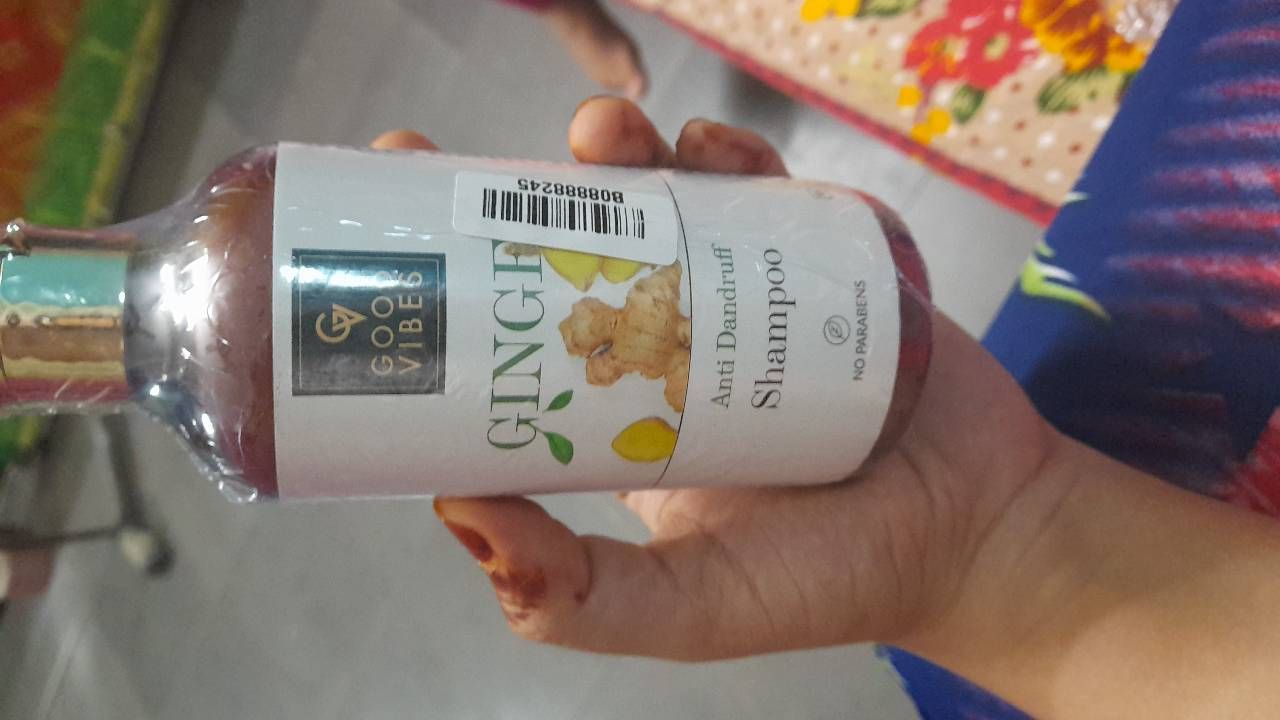 GOOD
VIBES
B08888245
GINGE
Anti Dandruff
Shampoo
NO PARABENS